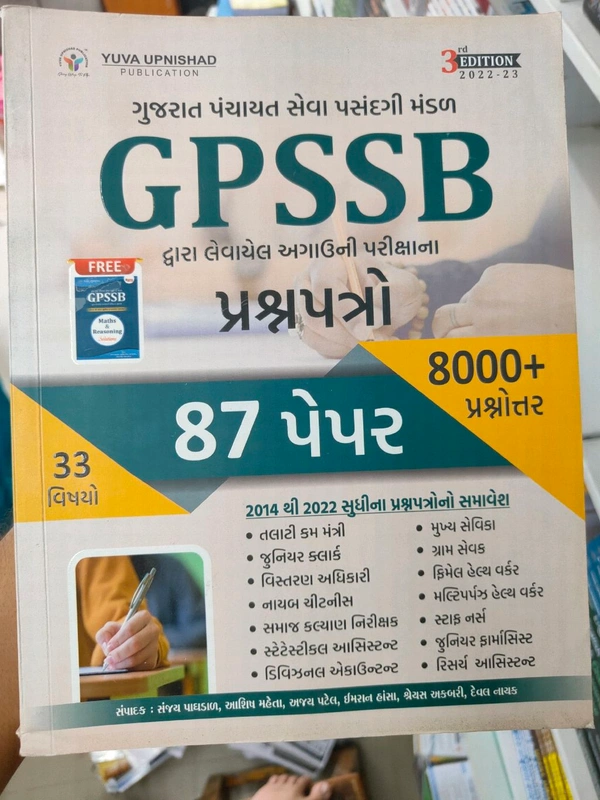 YUVA UPNISHAD
PUBLICATION
3rd EDITION
2022-23
ગુજરાત પંચાયત સેવા પસંદગી મંડળ
GPSSB
દ્વારા લેવાયેલ અગાઉની પરીક્ષાના
પ્રશ્નપત્રો
FREE
GPSSB
Maths
&
Reasoning
8000+
પ્રશ્નોત્તર
87 પેપર
33
વિષયો
2014 થી 2022 સુધીના પ્રશ્નપત્રોનો સમાવેશ
• તલાટી કમ મંત્રી
• જુનિયર ક્લાર્ક
• વિસ્તરણ અધિકારી
• નાયબ ચીટનીસ
• સમાજ કલ્યાણ નિરીક્ષક
• સ્ટેટેસ્ટીકલ આસિસ્ટન્ટ
• ડિવિઝનલ એકાઉન્ટન્ટ
• મુખ્ય સેવિકા
• ગ્રામ સેવક
• ફિમેલ હેલ્થ વર્કર
• મલ્ટિપર્પઝ હેલ્થ વર્કર
• સ્ટાફ નર્સ
• જુનિયર ફાર્માસિસ્ટ
• રિસર્ચ આસિસ્ટન્ટ
સંપાદક : સંજય પાઘડાળ, આશિષ મહેતા, અજય પટેલ, ઈમરાન હાંસા, શ્રેયસ અકબરી, દેવલ નાયક